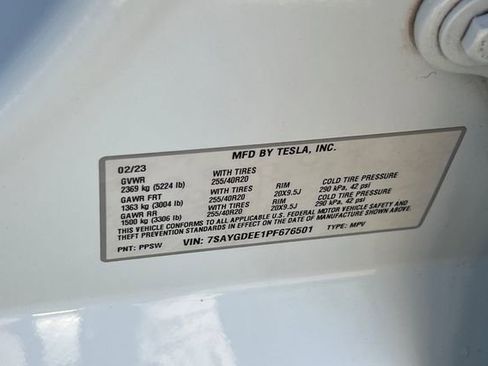 MFD BY TESLA, INC.
02/23
GVWR WITH TIRES
2369 kg (5224 lb) 255/40R20 RIM COLD TIRE PRESSURE
GAWR FRT WITH TIRES 20X9.5J 290 kPa, 42 psi
1363 kg (3004 lb) 255/40R20 RIM COLD TIRE PRESSURE
GAWR RR WITH TIRES 20X9.5J 290 kPa, 42 psi
1500 kg (3306 lb) 255/40R20
THIS VEHICLE CONFORMS TO ALL APPLICABLE U.S. FEDERAL MOTOR VEHICLE SAFETY AND
THEFT PREVENTION STANDARDS IN EFFECT ON THE DATE OF MANUFACTURE SHOWN ABOVE.
PNT: PPSW VIN: 7SAYGDEE1PF676501 TYPE: MPV